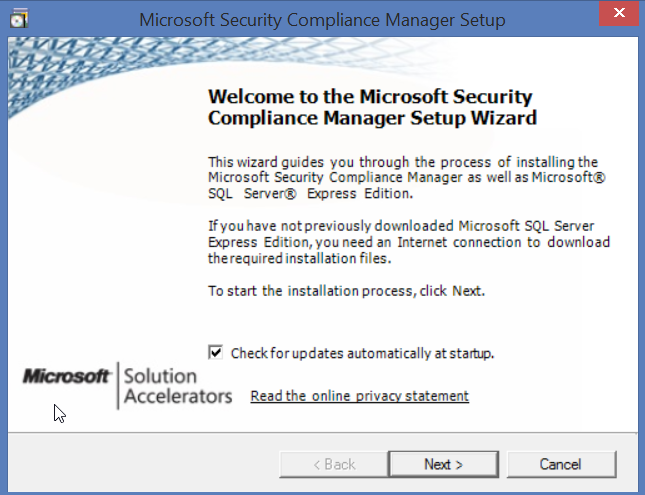 Microsoft Security Compliance Manager Setup
Welcome to the Microsoft Security
Compliance Manager Setup Wizard
This wizard guides you through the process of installing the
Microsoft Security Compliance Manager as well as Microsoft®
SQL Server® Express Edition.
If you have not previously downloaded Microsoft SQL Server
Express Edition, you need an Internet connection to download
the required installation files.
To start the installation process, click Next.
Check for updates automatically at startup.
Microsoft Solution
Accelerators
Read the online privacy statement
< Back
Next >
Cancel